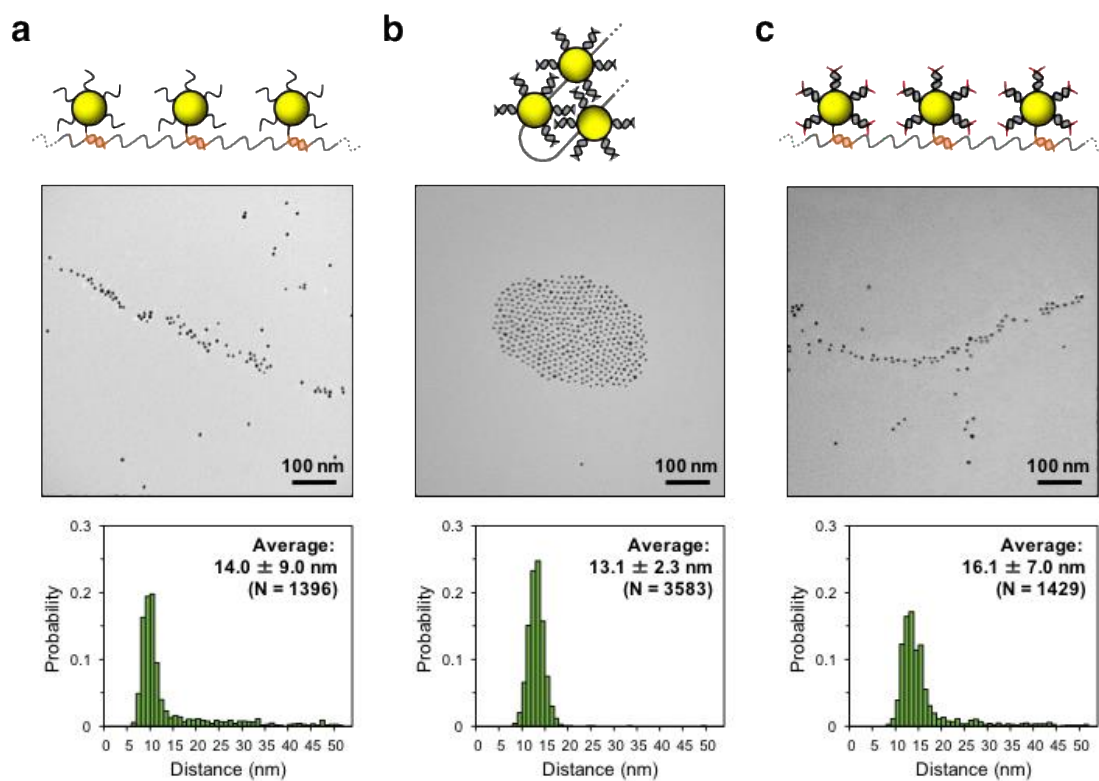 a
b
c
100 nm
100 nm
100 nm
0.3
0.2
0.1
0
Probability
Average:
14.0 ± 9.0 nm
(N = 1396)
0 5 10 15 20 25 30 35 40 45 50
Distance (nm)
0.3
0.2
0.1
0
Probability
Average:
13.1 ± 2.3 nm
(N = 3583)
0 5 10 15 20 25 30 35 40 45 50
Distance (nm)
0.3
0.2
0.1
0
Probability
Average:
16.1 ± 7.0 nm
(N = 1429)
0 5 10 15 20 25 30 35 40 45 50
Distance (nm)